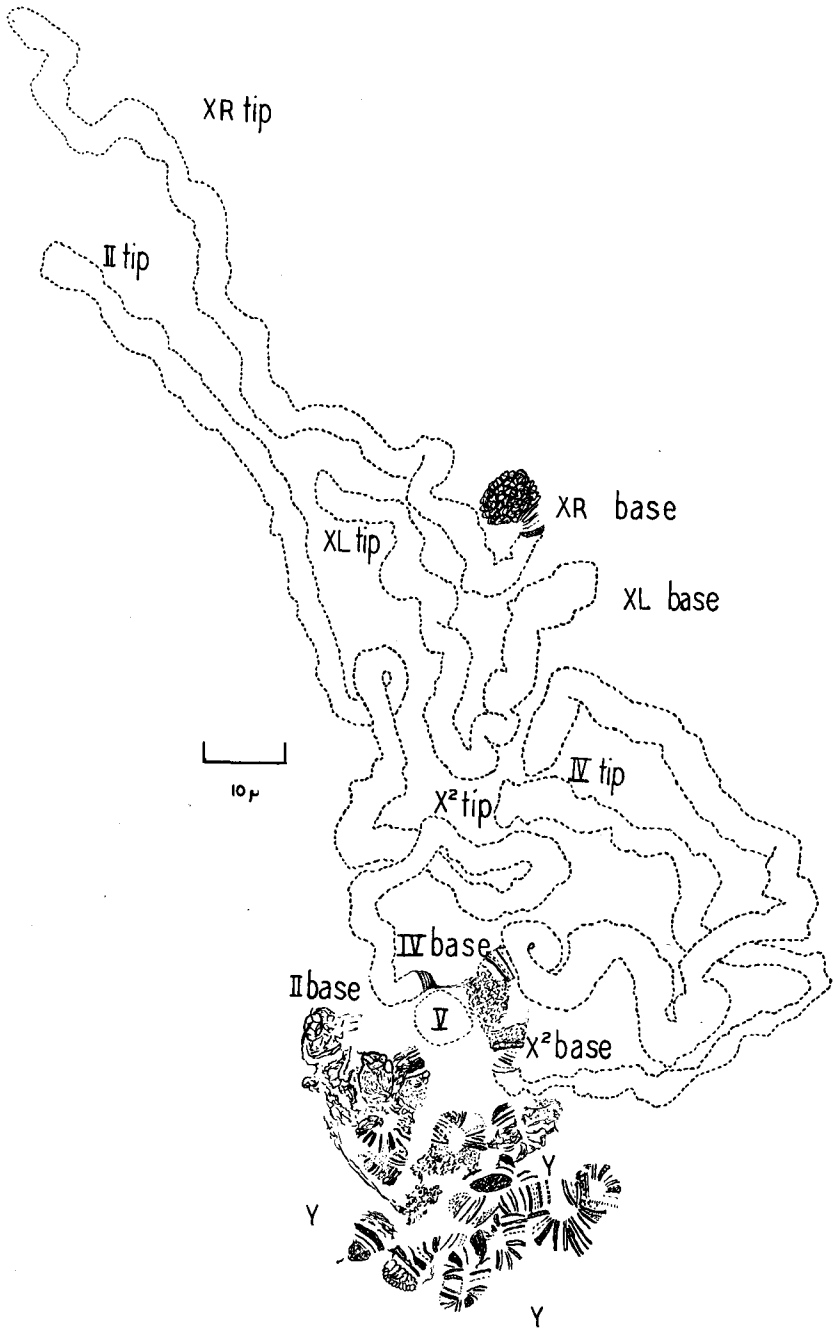 XR tip
II tip
XR base
XL tip
XL base
IV tip
10 μ
X² tip
IV base
II base
V
X² base
Y
Y
Y